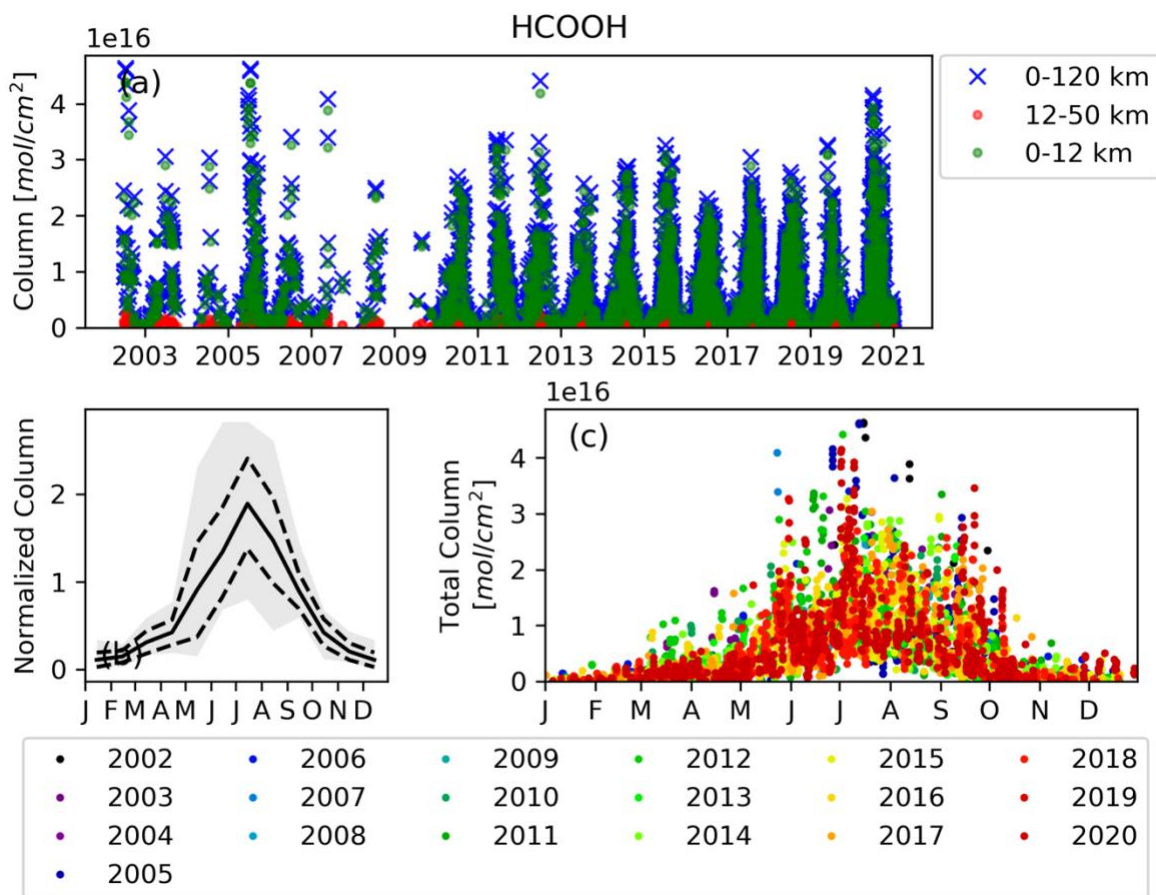 HCOOH
1e16
(a)
Column [mol/cm²]
4
3
2
1
0
2003 2005 2007 2009 2011 2013 2015 2017 2019 2021
0-120 km
12-50 km
0-12 km
Normalized Column
2
1
0
J F M A M J J A S O N D
1e16
(c)
Total Column
[mol/cm²]
4
3
2
1
0
J F M A M J J A S O N D
2002 2006 2009 2012 2015 2018
2003 2007 2010 2013 2016 2019
2004 2008 2011 2014 2017 2020
2005